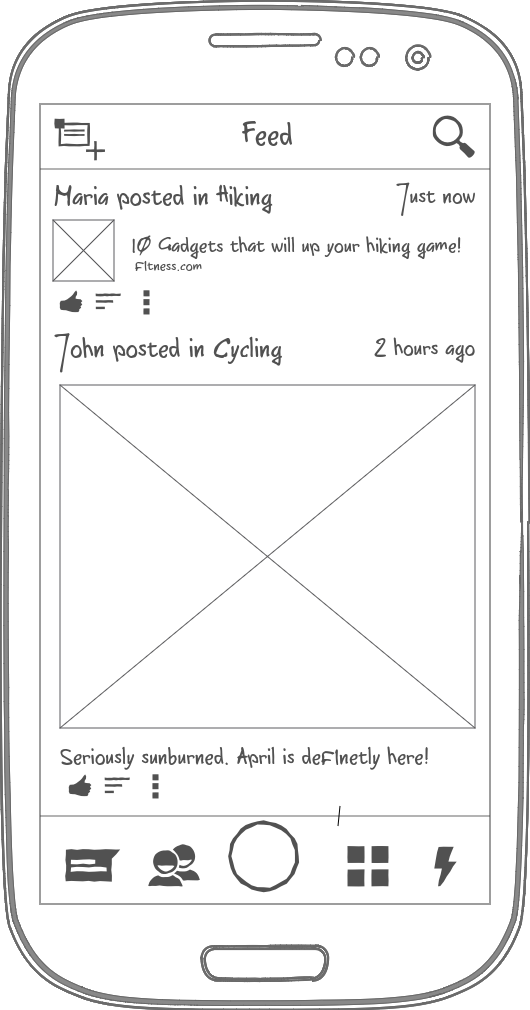 Feed
Maria posted in Hiking Just now
10 Gadgets that will up your hiking game!
Fitness.com
John posted in Cycling 2 hours ago
Seriously sunburned. April is definetly here!